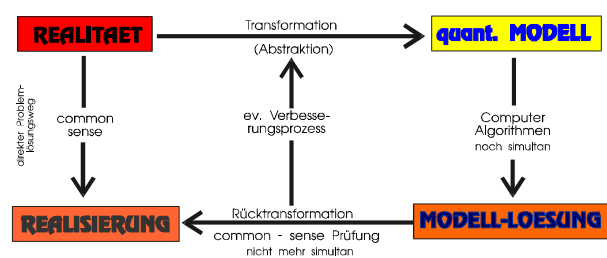 REALITAET
Transformation
(Abstraktion)
quant. MODELL
direkter Problem-
lösungsweg
common
sense
ev. Verbesse-
rungsprozess
Computer
Algorithmen
noch simultan
REALISIERUNG
Rücktransformation
common - sense Prüfung
nicht mehr simultan
MODELL-LOESUNG